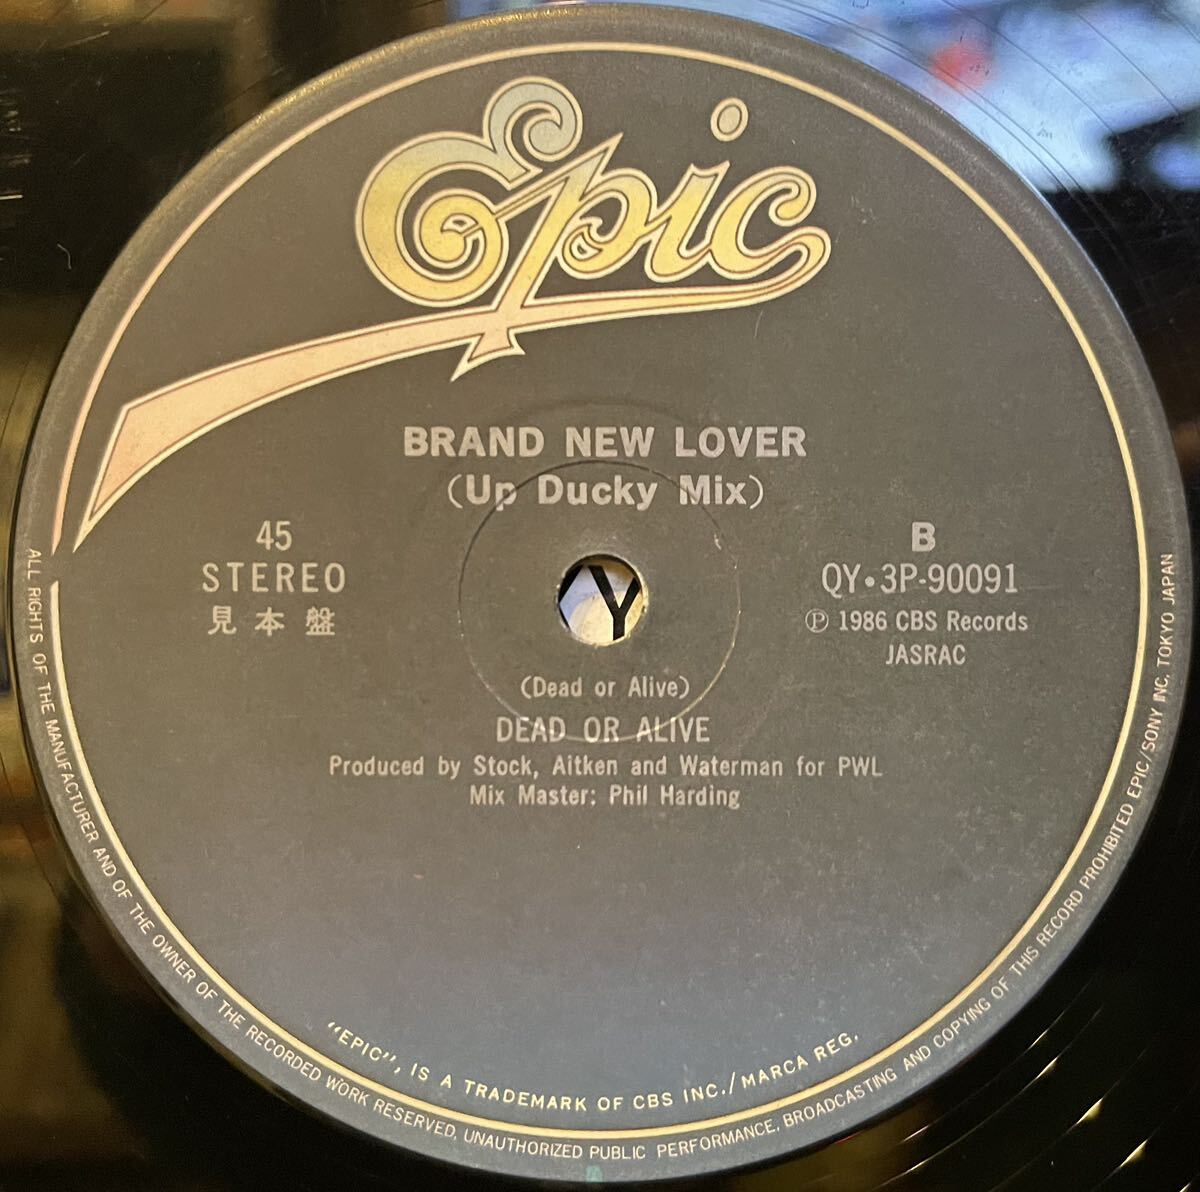 Epic
BRAND NEW LOVER
(Up Ducky Mix)
45
STEREO
見本盤
B
QY•3P-90091
Ⓟ 1986 CBS Records
JASRAC
Y
(Dead or Alive)
DEAD OR ALIVE
Produced by Stock, Aitken and Waterman for PWL
Mix Master: Phil Harding
"EPIC", IS A TRADEMARK OF CBS INC./MARCA REG.
ALL RIGHTS OF THE MANUFACTURER AND OF THE OWNER OF THE RECORDED WORK RESERVED, UNAUTHORIZED PUBLIC PERFORMANCE, BROADCASTING AND COPYING OF THIS RECORD PROHIBITED EPIC/SONY INC. TOKYO JAPAN